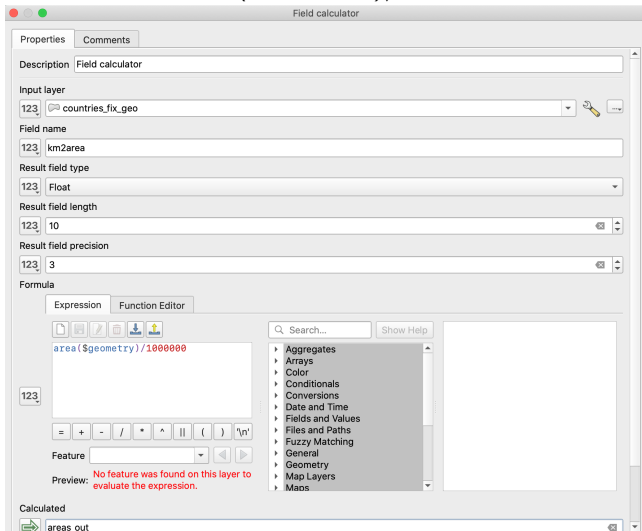 Field calculator
Properties
Comments
Description
Field calculator
Input layer
123
countries_fix_geo
...
Field name
123
km2area
Result field type
123
Float
Result field length
123
10
Result field precision
123
3
Formula
Expression
Function Editor
Search...
Show Help
area($geometry)/1000000
Aggregates
Arrays
Color
Conditionals
Conversions
Date and Time
Fields and Values
Files and Paths
Fuzzy Matching
General
Geometry
Map Layers
Maps
123
= + - / * ^ || ( ) '\n'
Feature
Preview:
No feature was found on this layer to
evaluate the expression.
Calculated
areas_out